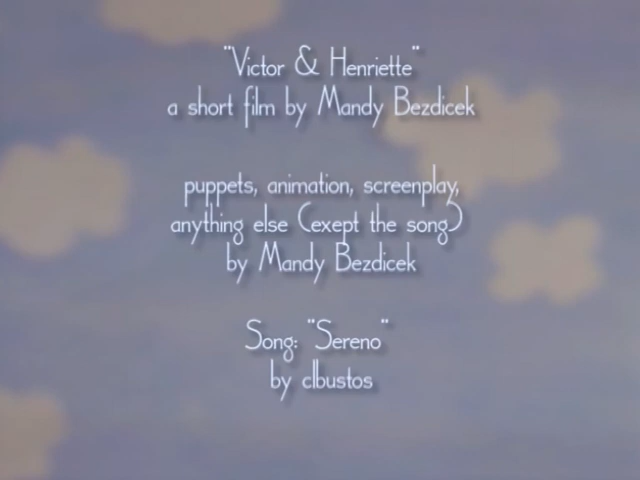 "Victor & Henriette"
a short film by Mandy Bezdicek
puppets, animation, screenplay,
anything else (exept the song)
by Mandy Bezdicek
Song: "Sereno"
by clbustos